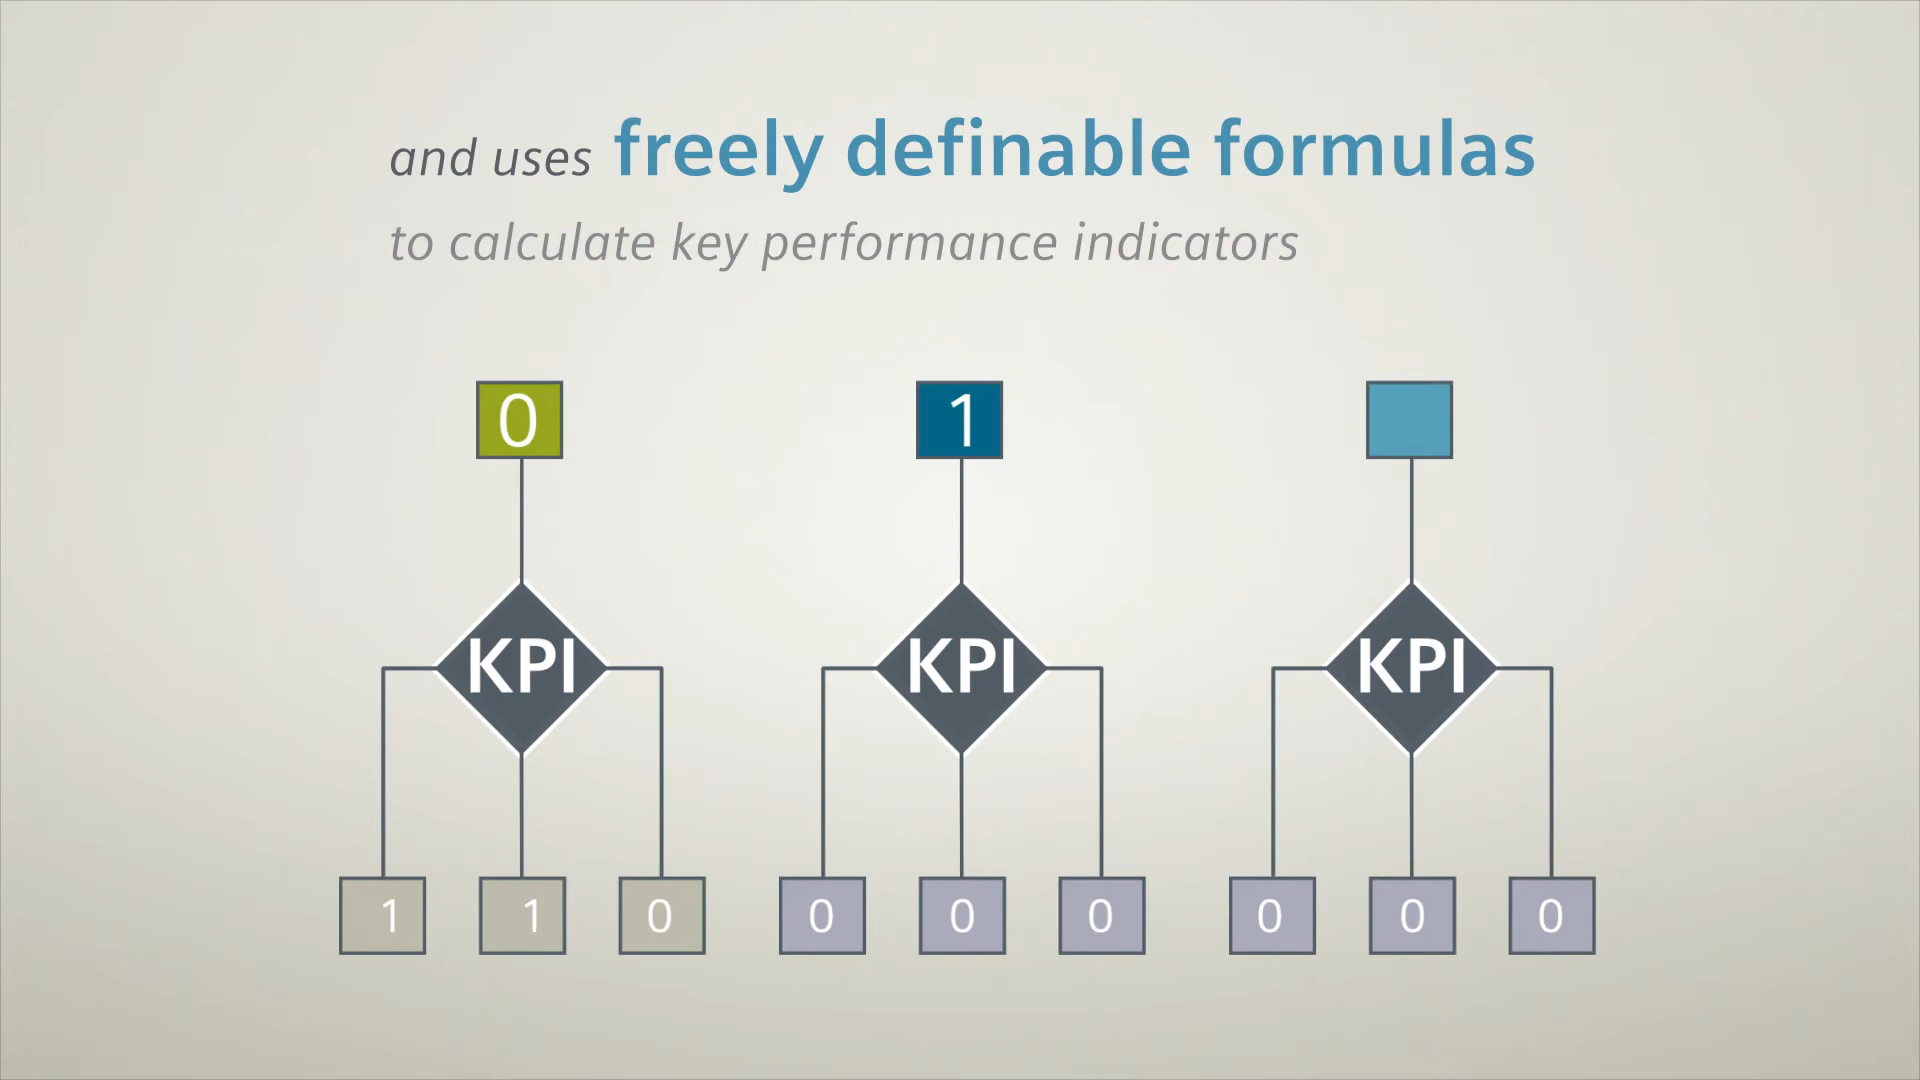 and uses freely definable formulas
to calculate key performance indicators
0 1
KPI KPI KPI
1 1 0 0 0 0 0 0 0